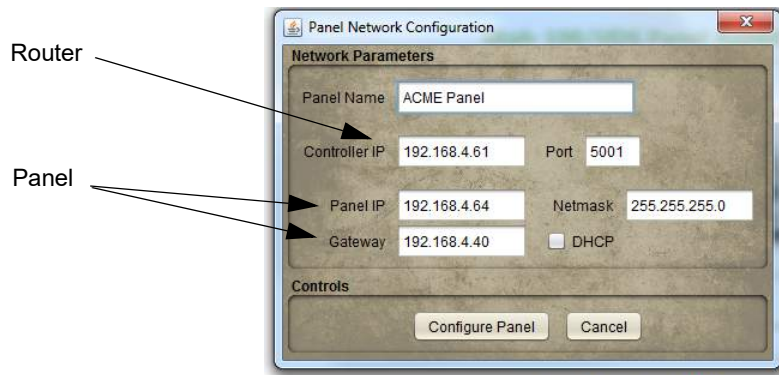 Panel Network Configuration
Network Parameters
Router
Panel Name ACME Panel
Controller IP 192.168.4.61 Port 5001
Panel
Panel IP 192.168.4.64 Netmask 255.255.255.0
Gateway 192.168.4.40 DHCP
Controls
Configure Panel Cancel